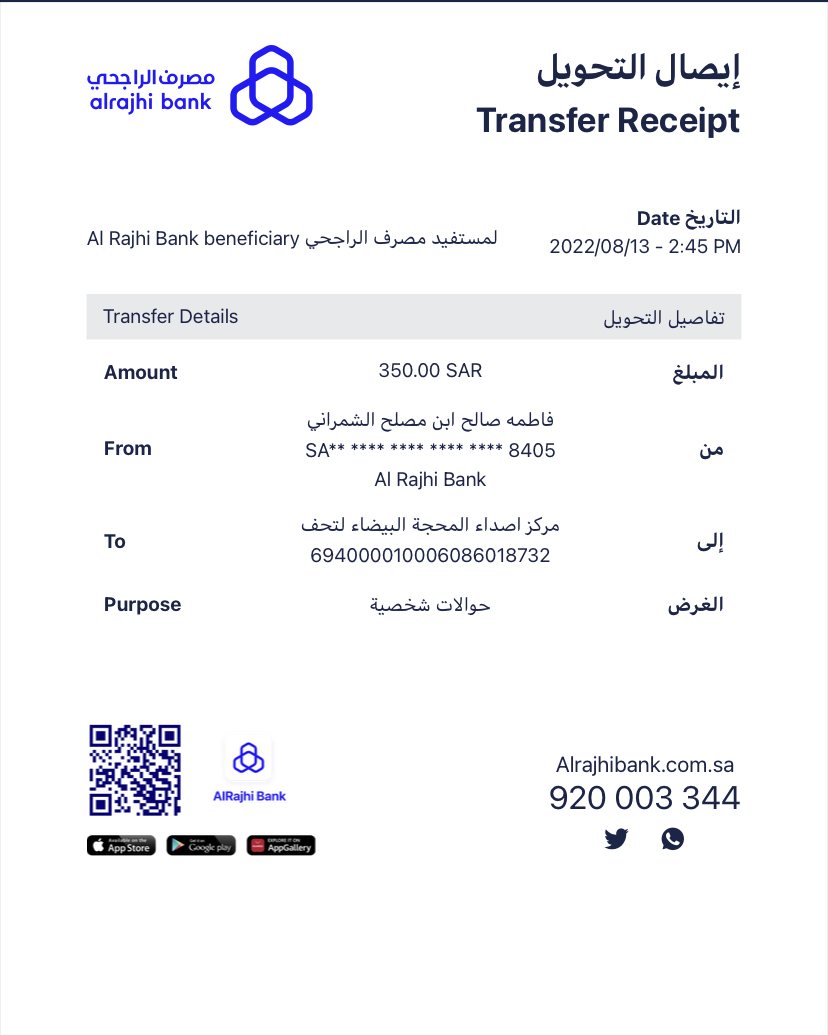 إيصال التحويل
Transfer Receipt
مصرف الراجحي
alrajhi bank
التاريخ Date
2022/08/13 - 2:45 PM
لمستفيد مصرف الراجحي Al Rajhi Bank beneficiary
Transfer Details تفاصيل التحويل
Amount 350.00 SAR المبلغ
فاطمه صالح ابن مصلح الشمراني
From SA** **** **** **** **** 8405 من
Al Rajhi Bank
مركز اصداء المحجة البيضاء لتحف
To إلى
694000010006086018732
Purpose حوالات شخصية الغرض
AlRajhi Bank
Available on the App Store
Get it on Google play
EXPLORE IT ON AppGallery
Alrajhibank.com.sa
920 003 344